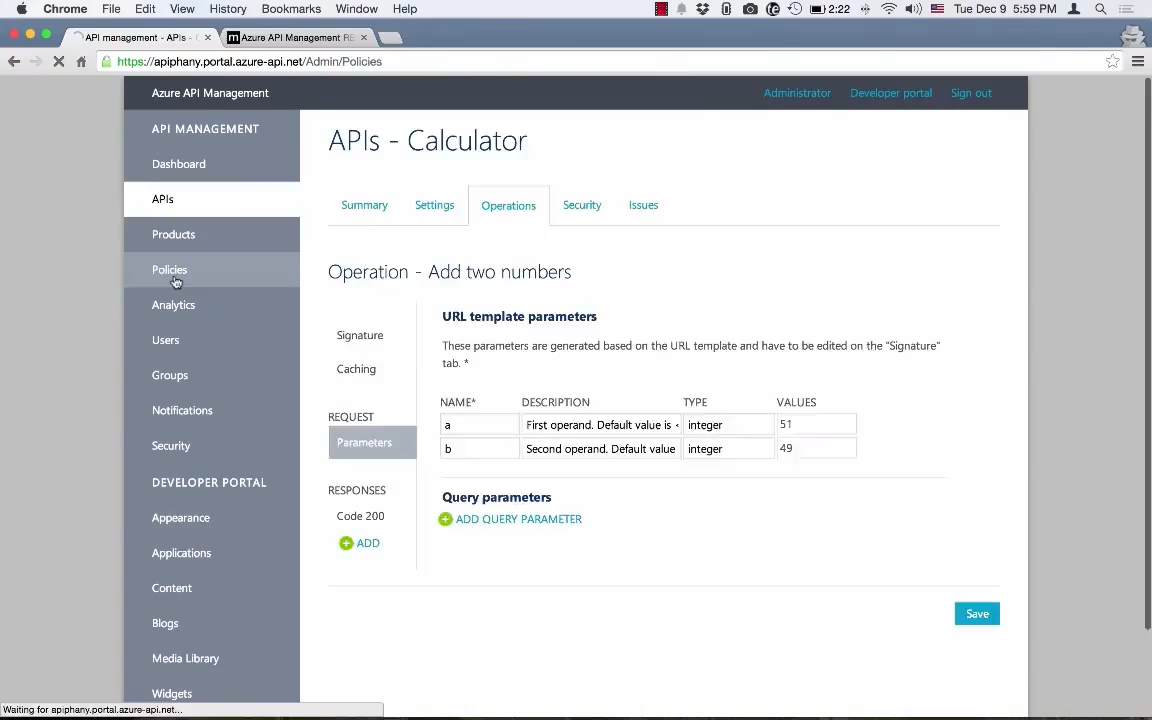 Chrome File Edit View History Bookmarks Window Help 2:22 Tue Dec 9 5:59 PM
API management - APIs - C
Azure API Management RE
https://apiphany.portal.azure-api.net/Admin/Policies
Azure API Management
Administrator Developer portal Sign out
API MANAGEMENT
Dashboard
APIs
Products
Policies
Analytics
Users
Groups
Notifications
Security
DEVELOPER PORTAL
Appearance
Applications
Content
Blogs
Media Library
Widgets
APIs - Calculator
Summary Settings Operations Security Issues
Operation - Add two numbers
Signature
Caching
REQUEST
Parameters
RESPONSES
Code 200
ADD
URL template parameters
These parameters are generated based on the URL template and have to be edited on the "Signature"
tab. *
NAME* DESCRIPTION TYPE VALUES
a First operand. Default value is < integer 51
b Second operand. Default value integer 49
Query parameters
ADD QUERY PARAMETER
Save
Waiting for apiphany.portal.azure-api.net...